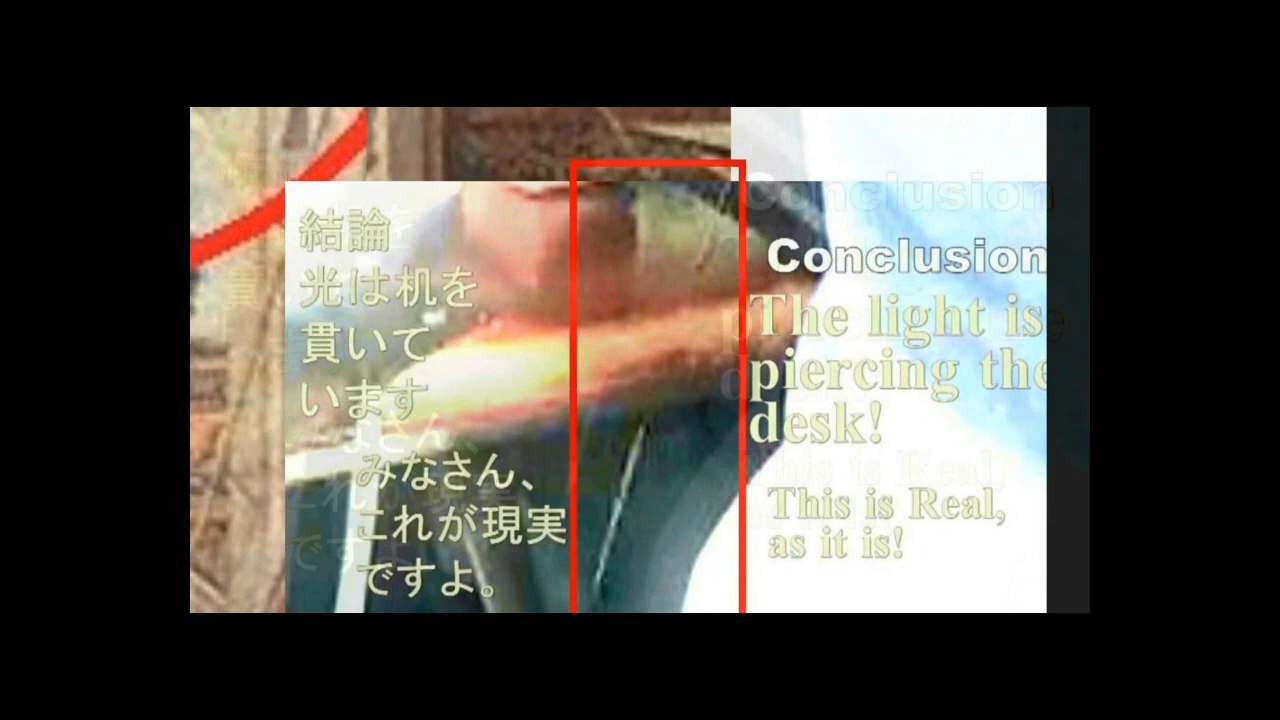 結論
光は机を
貫いて
います
みなさん、
これが現実
ですよ。
Conclusion
The light is
piercing the
desk!
This is Real,
as it is!